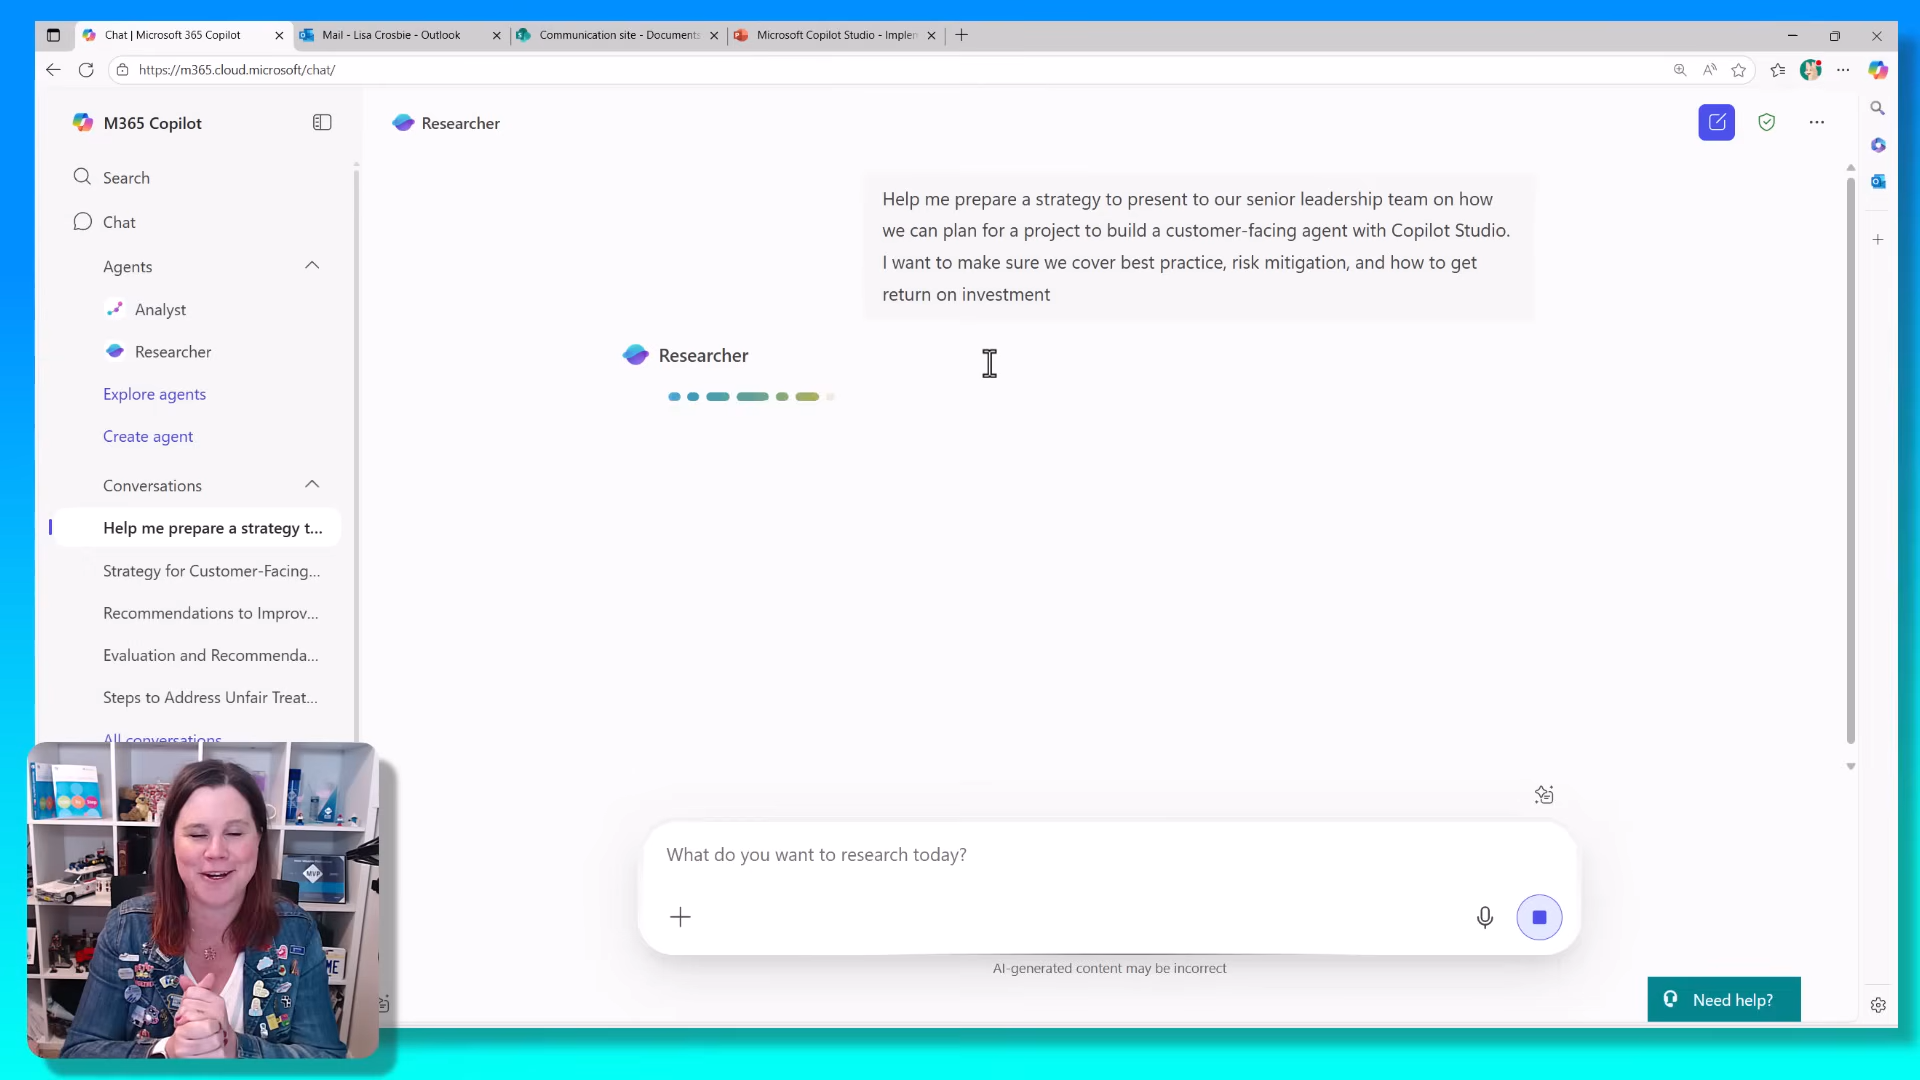 Chat | Microsoft 365 Copilot
Mail - Lisa Crosbie - Outlook
Communication site - Documents
Microsoft Copilot Studio - Implem
https://m365.cloud.microsoft/chat/
M365 Copilot
Researcher
Search
Chat
Agents
Analyst
Researcher
Explore agents
Create agent
Conversations
Help me prepare a strategy t...
Strategy for Customer-Facing...
Recommendations to Improv...
Evaluation and Recommenda...
Steps to Address Unfair Treat...
All conversations
Help me prepare a strategy to present to our senior leadership team on how
we can plan for a project to build a customer-facing agent with Copilot Studio.
I want to make sure we cover best practice, risk mitigation, and how to get
return on investment
Researcher
What do you want to research today?
AI-generated content may be incorrect
Need help?
MVP